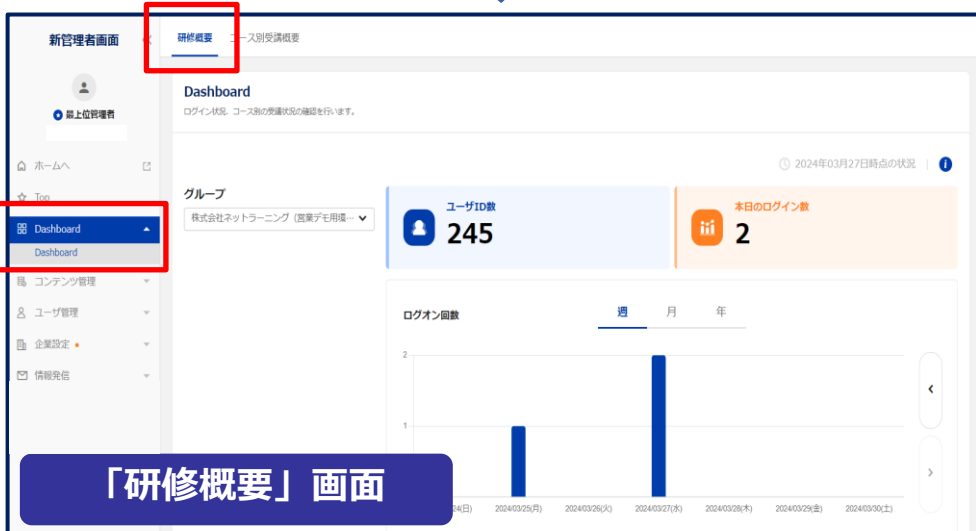 新管理者画面
最上位管理者
ホームへ
Top
Dashboard
Dashboard
コンテンツ管理
ユーザ管理
企業設定
情報発信
研修概要 コース別受講概要
Dashboard
ログイン状況、コース別の受講状況の確認を行います。
2024年03月27日時点の状況
グループ
株式会社ネットラーニング (営業デモ用環…
ユーザID数
245
本日のログイン数
2
ログオン回数
週 月 年
2
1
24(日) 2024/03/25(月) 2024/03/26(火) 2024/03/27(水) 2024/03/28(木) 2024/03/29(金) 2024/03/30(土)
「研修概要」画面